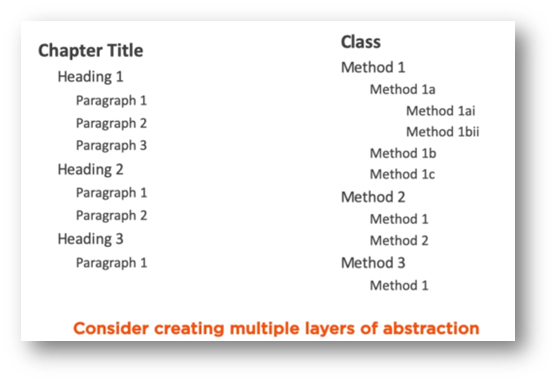 Chapter Title
Heading 1
Paragraph 1
Paragraph 2
Paragraph 3
Heading 2
Paragraph 1
Paragraph 2
Heading 3
Paragraph 1
Class
Method 1
Method 1a
Method 1ai
Method 1bii
Method 1b
Method 1c
Method 2
Method 1
Method 2
Method 3
Method 1
Consider creating multiple layers of abstraction